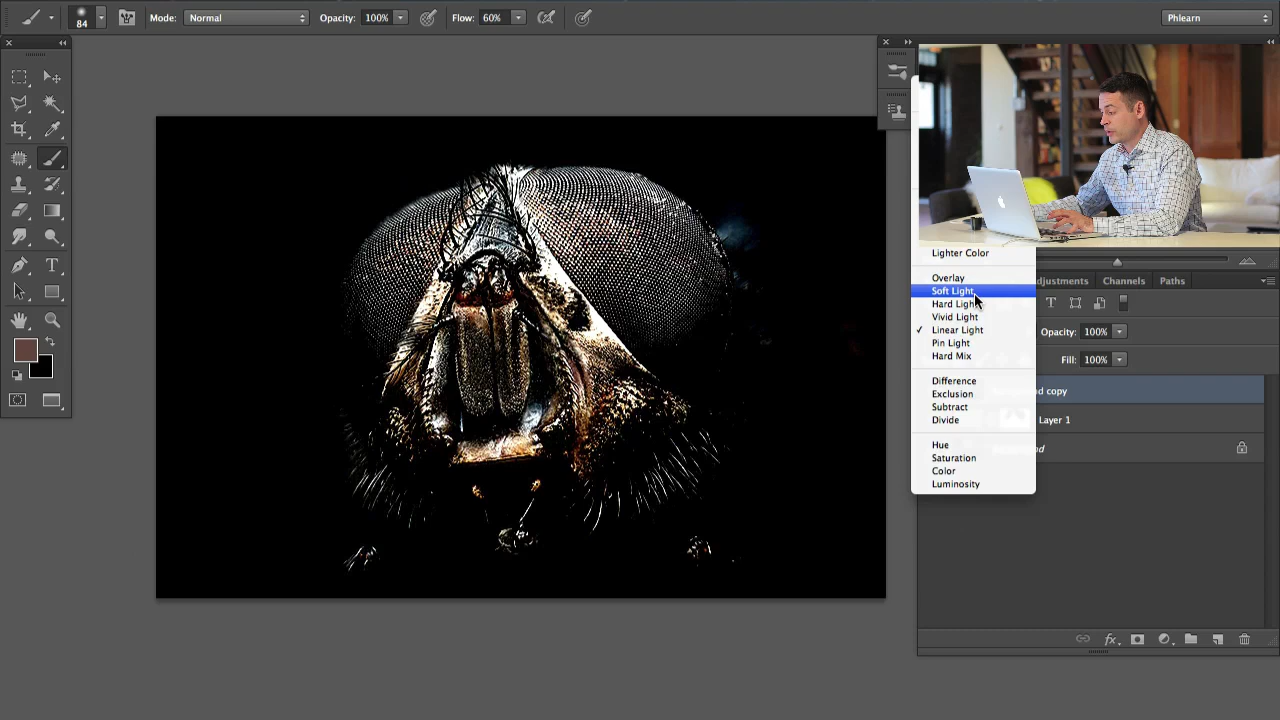 84 Mode: Normal Opacity: 100% Flow: 60% Phlearn
Lighter Color
Overlay
Soft Light
Hard Light
Vivid Light
Linear Light
Pin Light
Hard Mix
Difference
Exclusion
Subtract
Divide
Hue
Saturation
Color
Luminosity
Channels Paths
Opacity: 100%
Fill: 100%
copy
Layer 1
fx